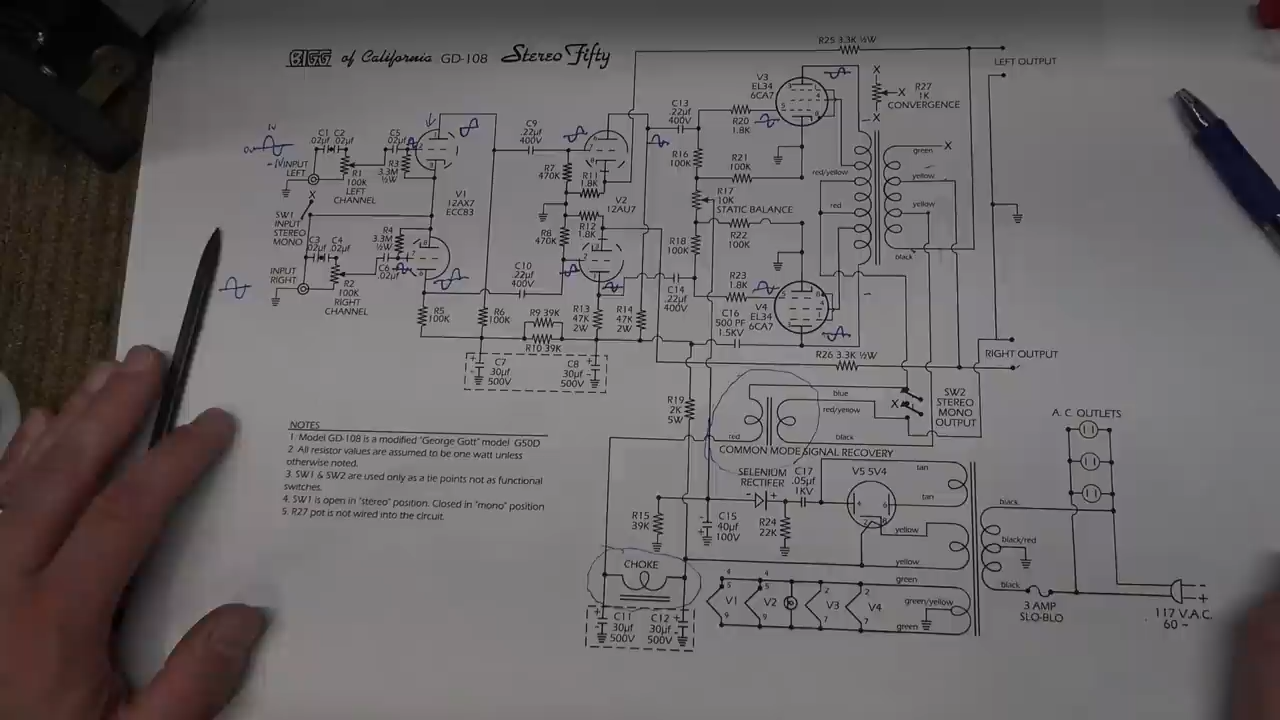 BIGG of California GD-108 Stereo Fifty
R25 3.3K ½W
LEFT OUTPUT
V3
EL34
6CA7
X
R27
1K
CONVERGENCE
X
X
C13
.22µf
400V
R20
1.8K
green
X
yellow
yellow
black
red/yellow
red
1V
0v
-1V
INPUT
LEFT
C1 C2
.02µf .02µf
R1
100K
LEFT
CHANNEL
C5
.02µf
R3
3.3M
½W
V1
12AX7
ECC83
C9
.22µf
400V
R7
470K
R11
1.8K
V2
12AU7
R12
1.8K
R8
470K
R16
100K
R21
100K
R17
10K
STATIC BALANCE
R22
100K
R18
100K
R23
1.8K
X
SW1
INPUT
STEREO
MONO
C3 C4
.02µf .02µf
R4
3.3M
½W
C6
.02µf
INPUT
RIGHT
R2
100K
RIGHT
CHANNEL
C10
.22µf
400V
C14
.22µf
400V
V4
EL34
6CA7
C16
500 PF
1.5KV
R5
100K
R6
100K
R9 39K
R10 39K
R13
47K
2W
R14
47K
2W
R26 3.3K ½W
RIGHT OUTPUT
C7
30µf
500V
C8
30µf
500V
R19
2K
5W
blue
red/yellow
black
red
X
SW2
STEREO
MONO
OUTPUT
COMMON MODE SIGNAL RECOVERY
A. C. OUTLETS
NOTES
1. Model GD-108 is a modified "George Gott" model G50D
2. All resistor values are assumed to be one watt unless
otherwise noted.
3. SW1 & SW2 are used only as a tie points not as functional
switches.
4. SW1 is open in "stereo" position. Closed in "mono" position
5. R27 pot is not wired into the circuit.
SELENIUM
RECTIFER
C17
.05µf
1KV
V5 5V4
tan
tan
yellow
yellow
R15
39K
C15
40µf
100V
R24
22K
black
black/red
black
CHOKE
C11
30µf
500V
C12
30µf
500V
V1
V2
V3
V4
green
green/yellow
green
3 AMP
SLO-BLO
117 V.A.C.
60 ~